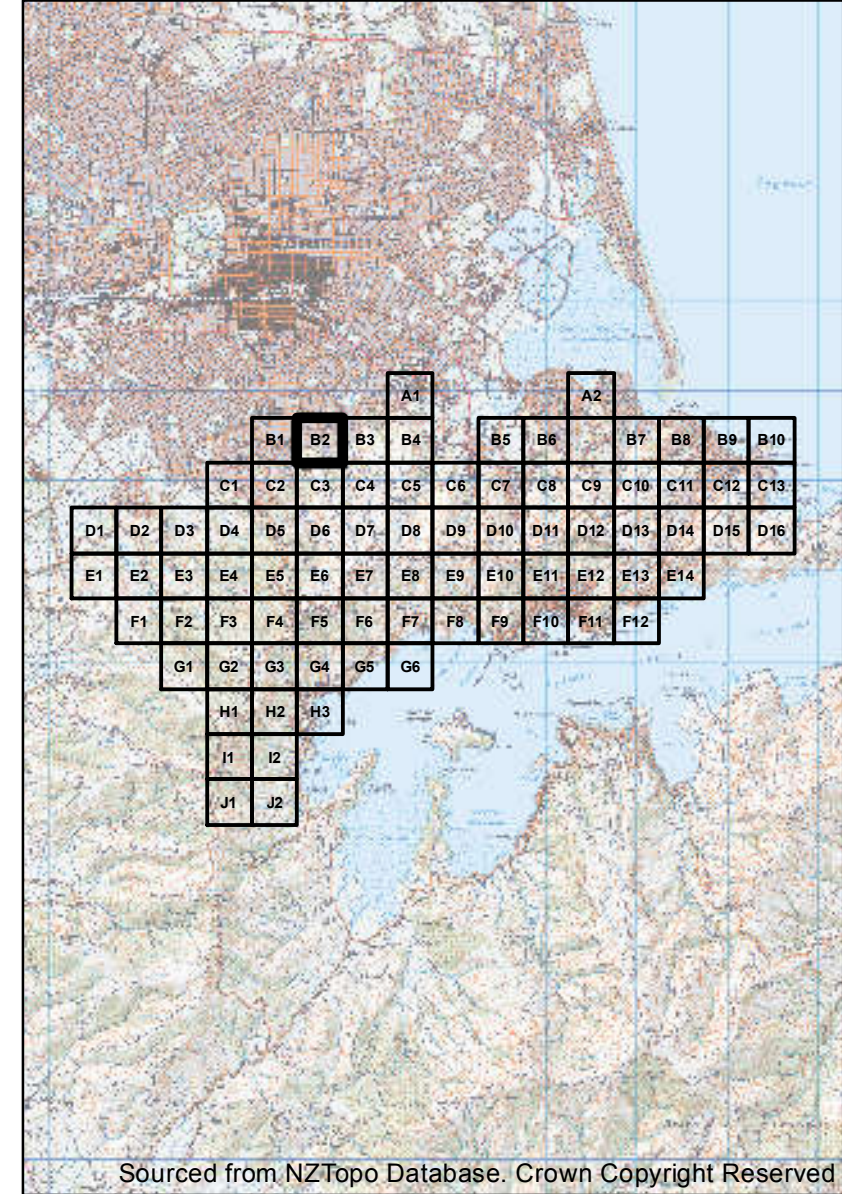 A1 A2
B1 B2 B3 B4 B5 B6 B7 B8 B9 B10
C1 C2 C3 C4 C5 C6 C7 C8 C9 C10 C11 C12 C13
D1 D2 D3 D4 D5 D6 D7 D8 D9 D10 D11 D12 D13 D14 D15 D16
E1 E2 E3 E4 E5 E6 E7 E8 E9 E10 E11 E12 E13 E14
F1 F2 F3 F4 F5 F6 F7 F8 F9 F10 F11 F12
G1 G2 G3 G4 G5 G6
H1 H2 H3
I1 I2
J1 J2
Sourced from NZTopo Database. Crown Copyright Reserved